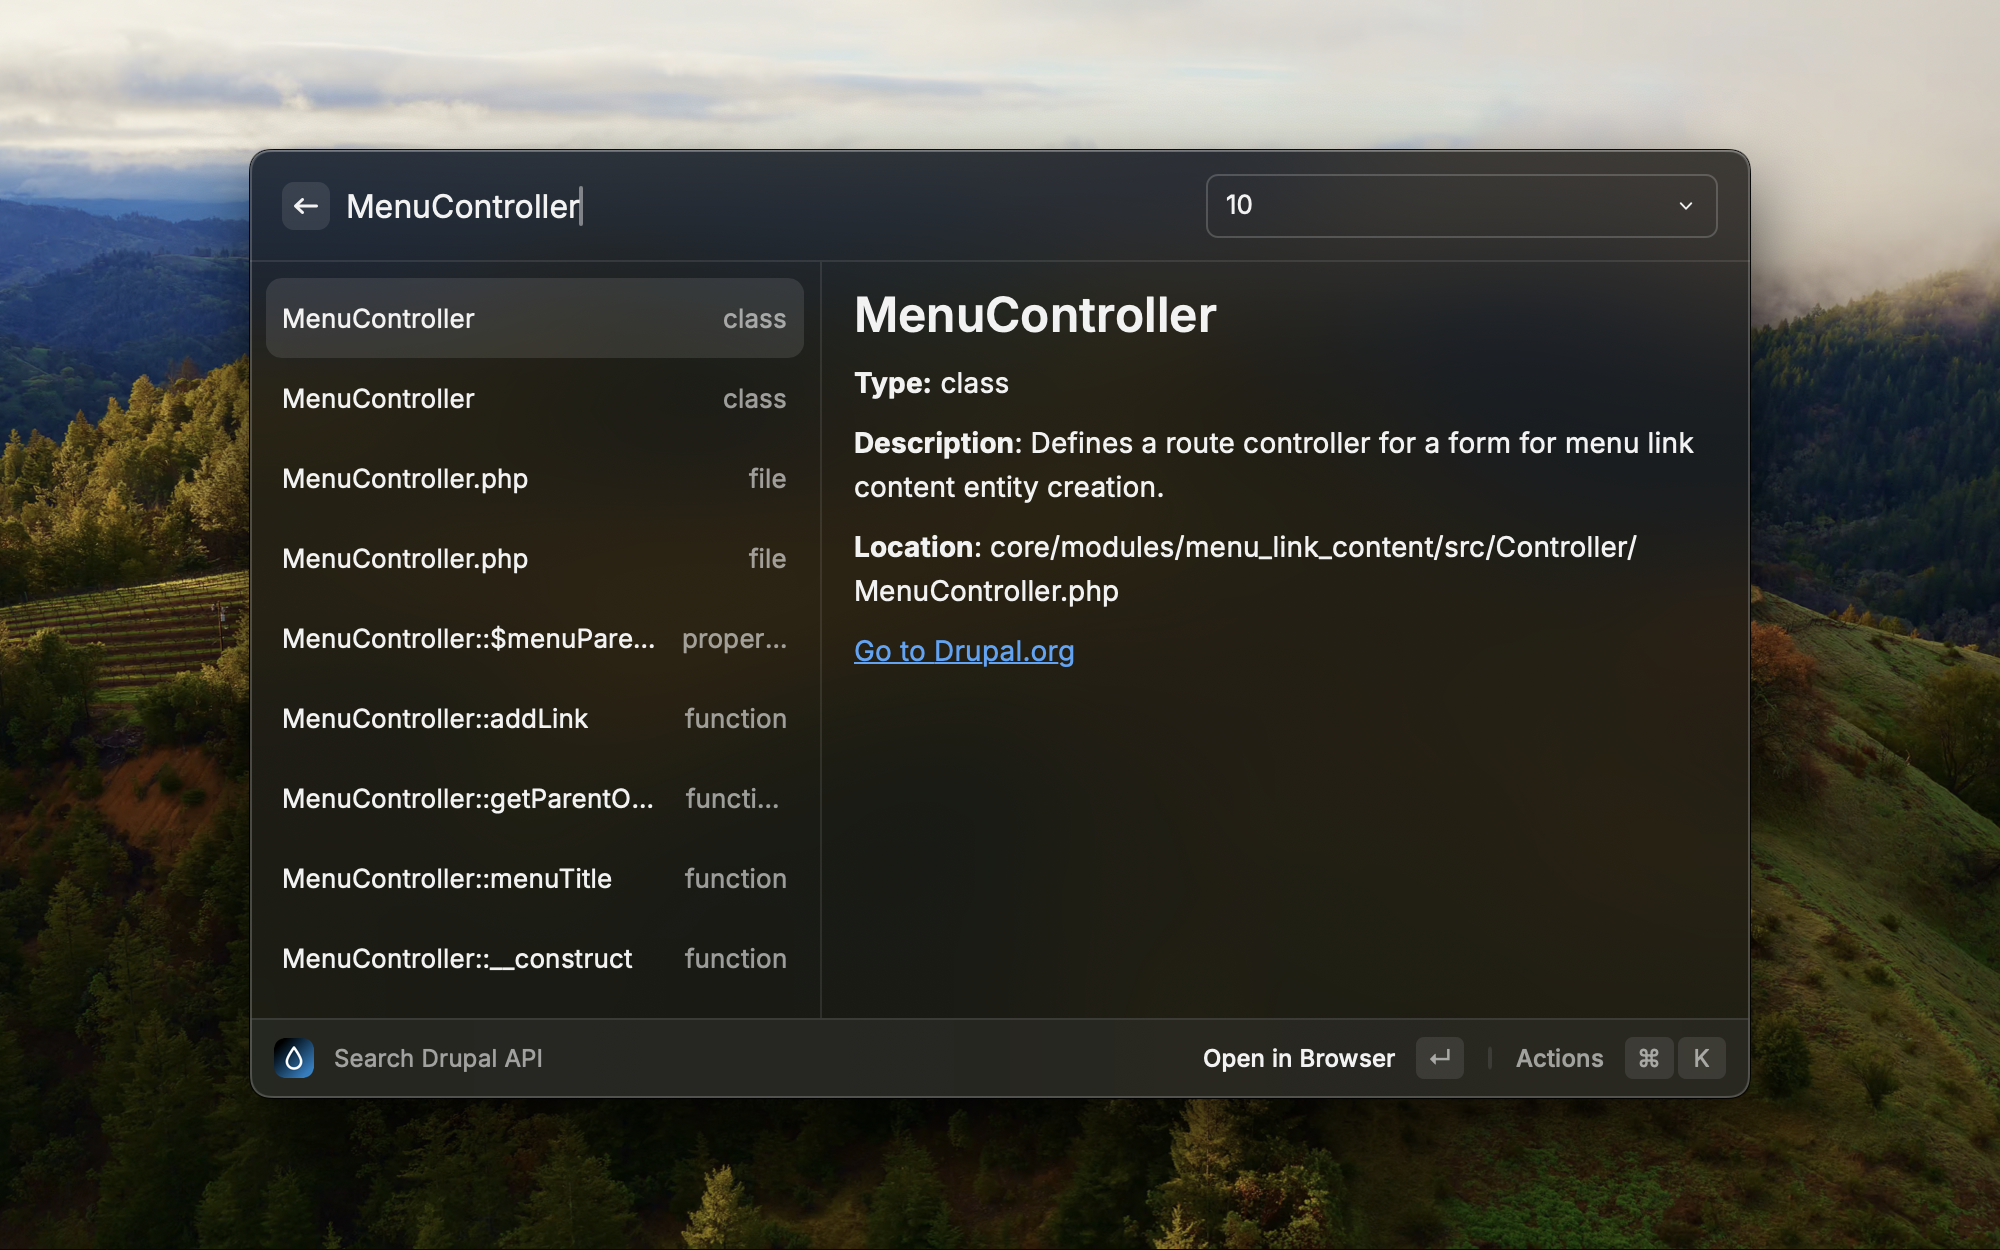 MenuController
10
MenuController class
MenuController class
MenuController.php file
MenuController.php file
MenuController::$menuPare... proper...
MenuController::addLink function
MenuController::getParentO... functi...
MenuController::menuTitle function
MenuController::__construct function
MenuController
Type: class
Description: Defines a route controller for a form for menu link
content entity creation.
Location: core/modules/menu_link_content/src/Controller/
MenuController.php
Go to Drupal.org
Search Drupal API
Open in Browser
Actions ⌘ K